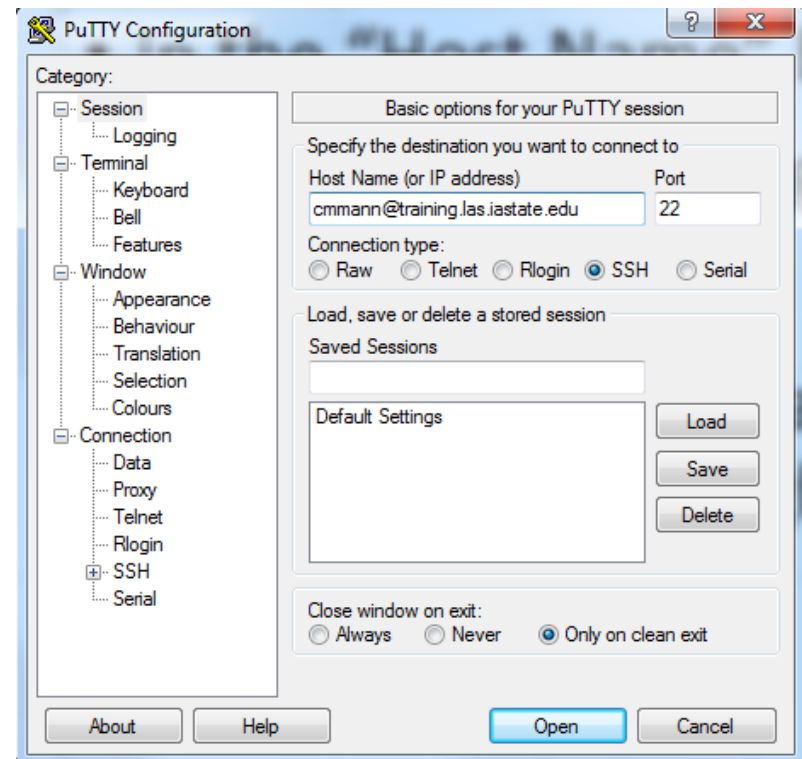 PuTTY Configuration
in the "Host Name"
Category:
Session
Logging
Terminal
Keyboard
Bell
Features
Window
Appearance
Behaviour
Translation
Selection
Colours
Connection
Data
Proxy
Telnet
Rlogin
SSH
Serial
Basic options for your PuTTY session
Specify the destination you want to connect to
Host Name (or IP address) Port
cmmann@training.las.iastate.edu 22
Connection type:
Raw Telnet Rlogin SSH Serial
Load, save or delete a stored session
Saved Sessions
Default Settings
Load
Save
Delete
Close window on exit:
Always Never Only on clean exit
About Help Open Cancel